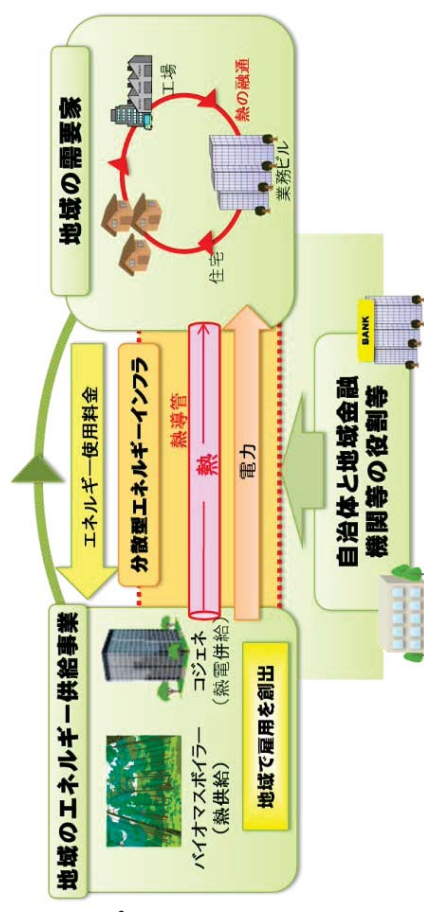 地域のエネルギー供給事業
バイオマスボイラー
（熱供給）
コジェネ
（熱電併給）
地域で雇用を創出
エネルギー使用料金
分散型エネルギーインフラ
熱導管
熱
電力
地域の需要家
工場
住宅
熱の融通
業務ビル
自治体と地域金融
機関等の役割等
BANK